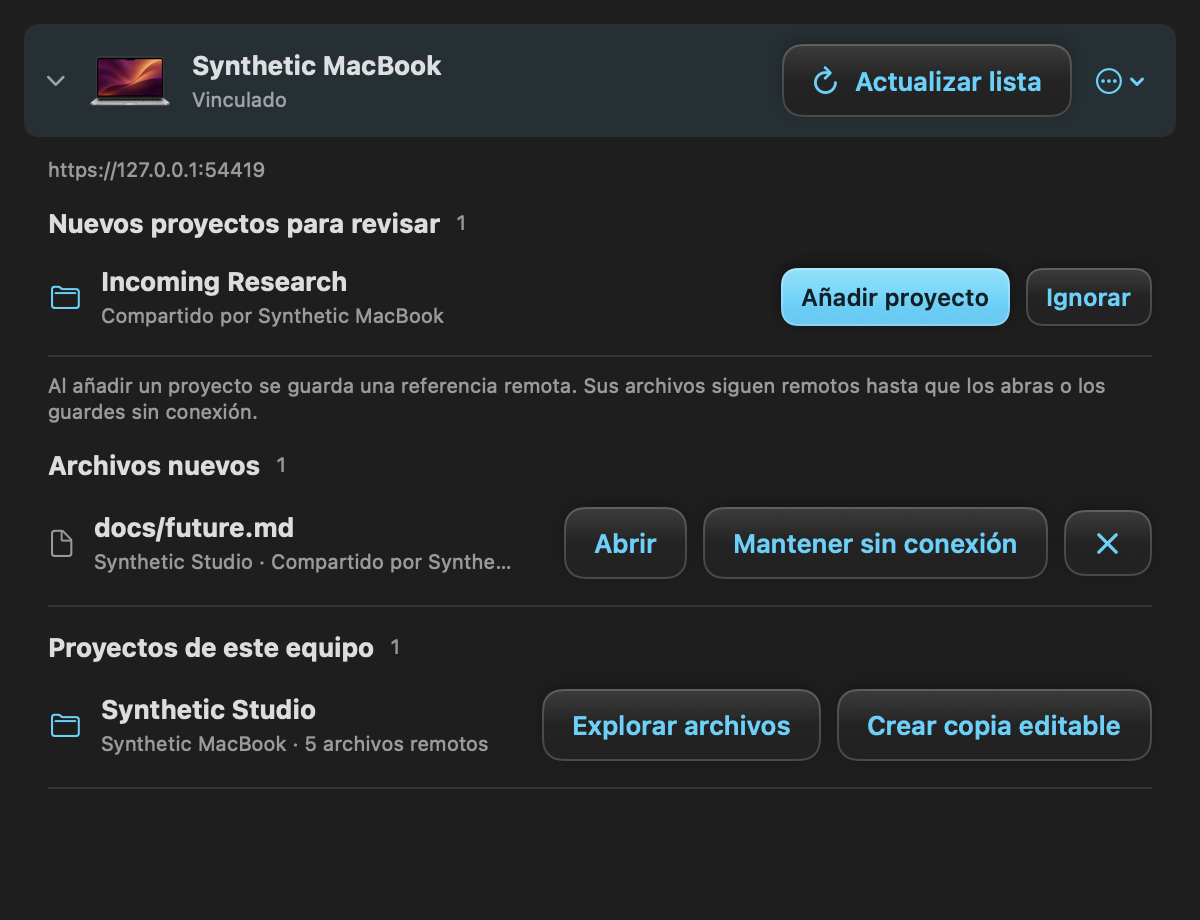 Synthetic MacBook
Vinculado
Actualizar lista
https://127.0.0.1:54419
Nuevos proyectos para revisar 1
Incoming Research
Compartido por Synthetic MacBook
Añadir proyecto
Ignorar
Al añadir un proyecto se guarda una referencia remota. Sus archivos siguen remotos hasta que los abras o los
guardes sin conexión.
Archivos nuevos 1
docs/future.md
Synthetic Studio · Compartido por Synthe...
Abrir
Mantener sin conexión
Proyectos de este equipo 1
Synthetic Studio
Synthetic MacBook · 5 archivos remotos
Explorar archivos
Crear copia editable